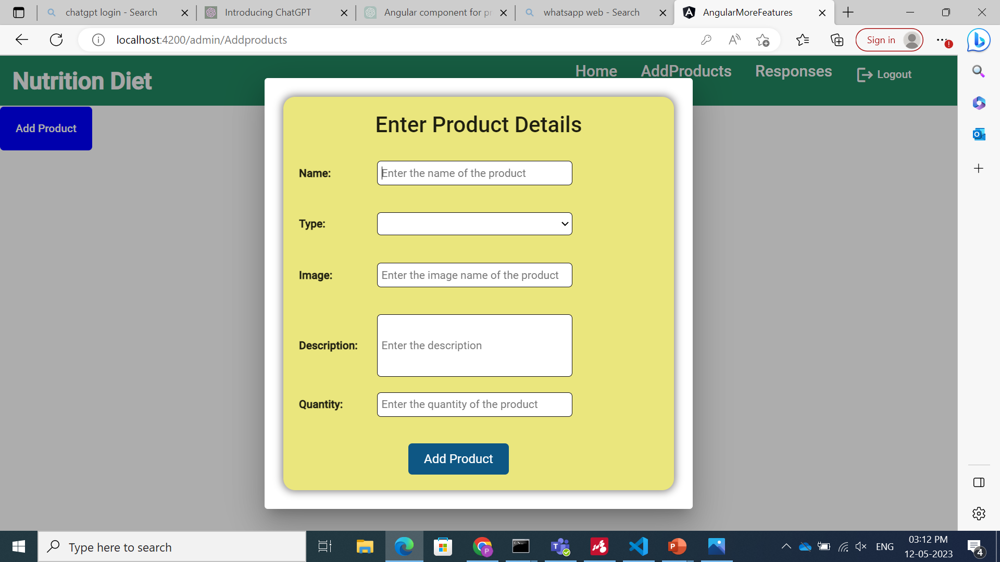 chatgpt login - Search
Introducing ChatGPT
Angular component for pr
whatsapp web - Search
AngularMoreFeatures
localhost:4200/admin/Addproducts
Sign in
Nutrition Diet
Home
AddProducts
Responses
Logout
Add Product
Enter Product Details
Name:
Enter the name of the product
Type:
Image:
Enter the image name of the product
Description:
Enter the description
Quantity:
Enter the quantity of the product
Add Product
Type here to search
ENG
03:12 PM
12-05-2023
4